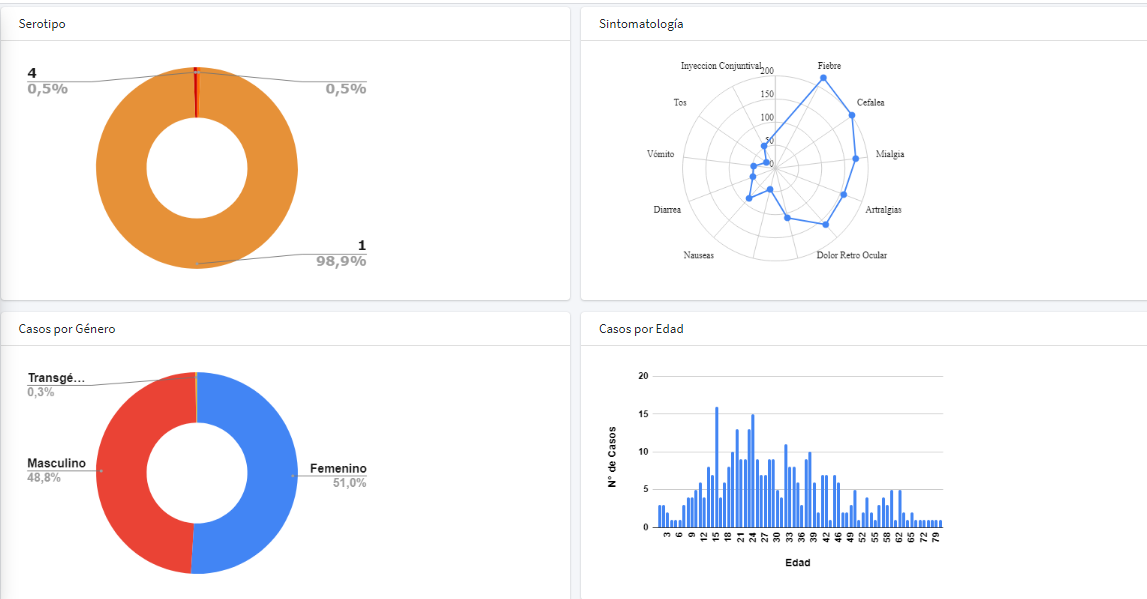 Serotipo
4
0,5%
0,5%
1
98,9%
Sintomatología
Inyeccion Conjuntival
200
Fiebre
Tos
150
Cefalea
100
50
Vómito
0
Mialgia
Diarrea
Artralgias
Nauseas
Dolor Retro Ocular
Casos por Género
Transgé...
0,3%
Masculino
48,8%
Femenino
51,0%
Casos por Edad
20
15
10
5
0
N° de Casos
3 6 9 12 15 18 21 24 27 30 33 36 39 42 46 49 52 55 58 62 65 72 79
Edad